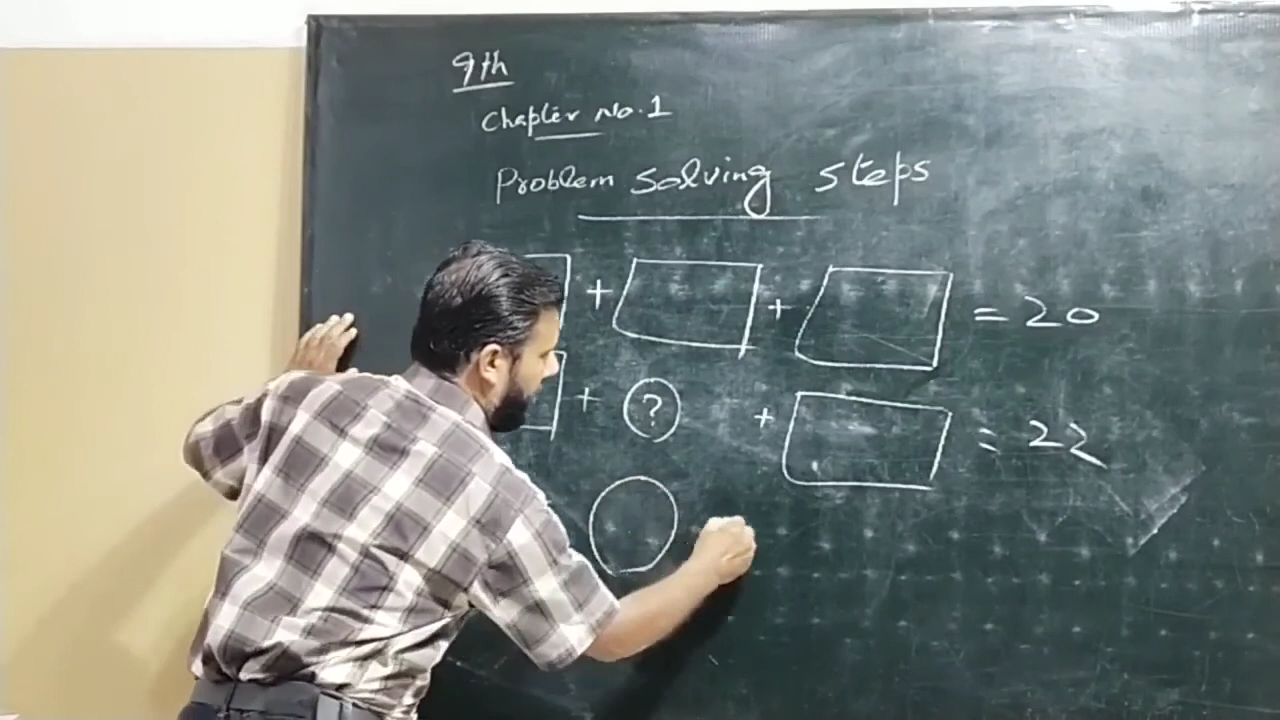 9th
Chapter No.1
Problem solving steps
+ + = 20
+ ? + = 22